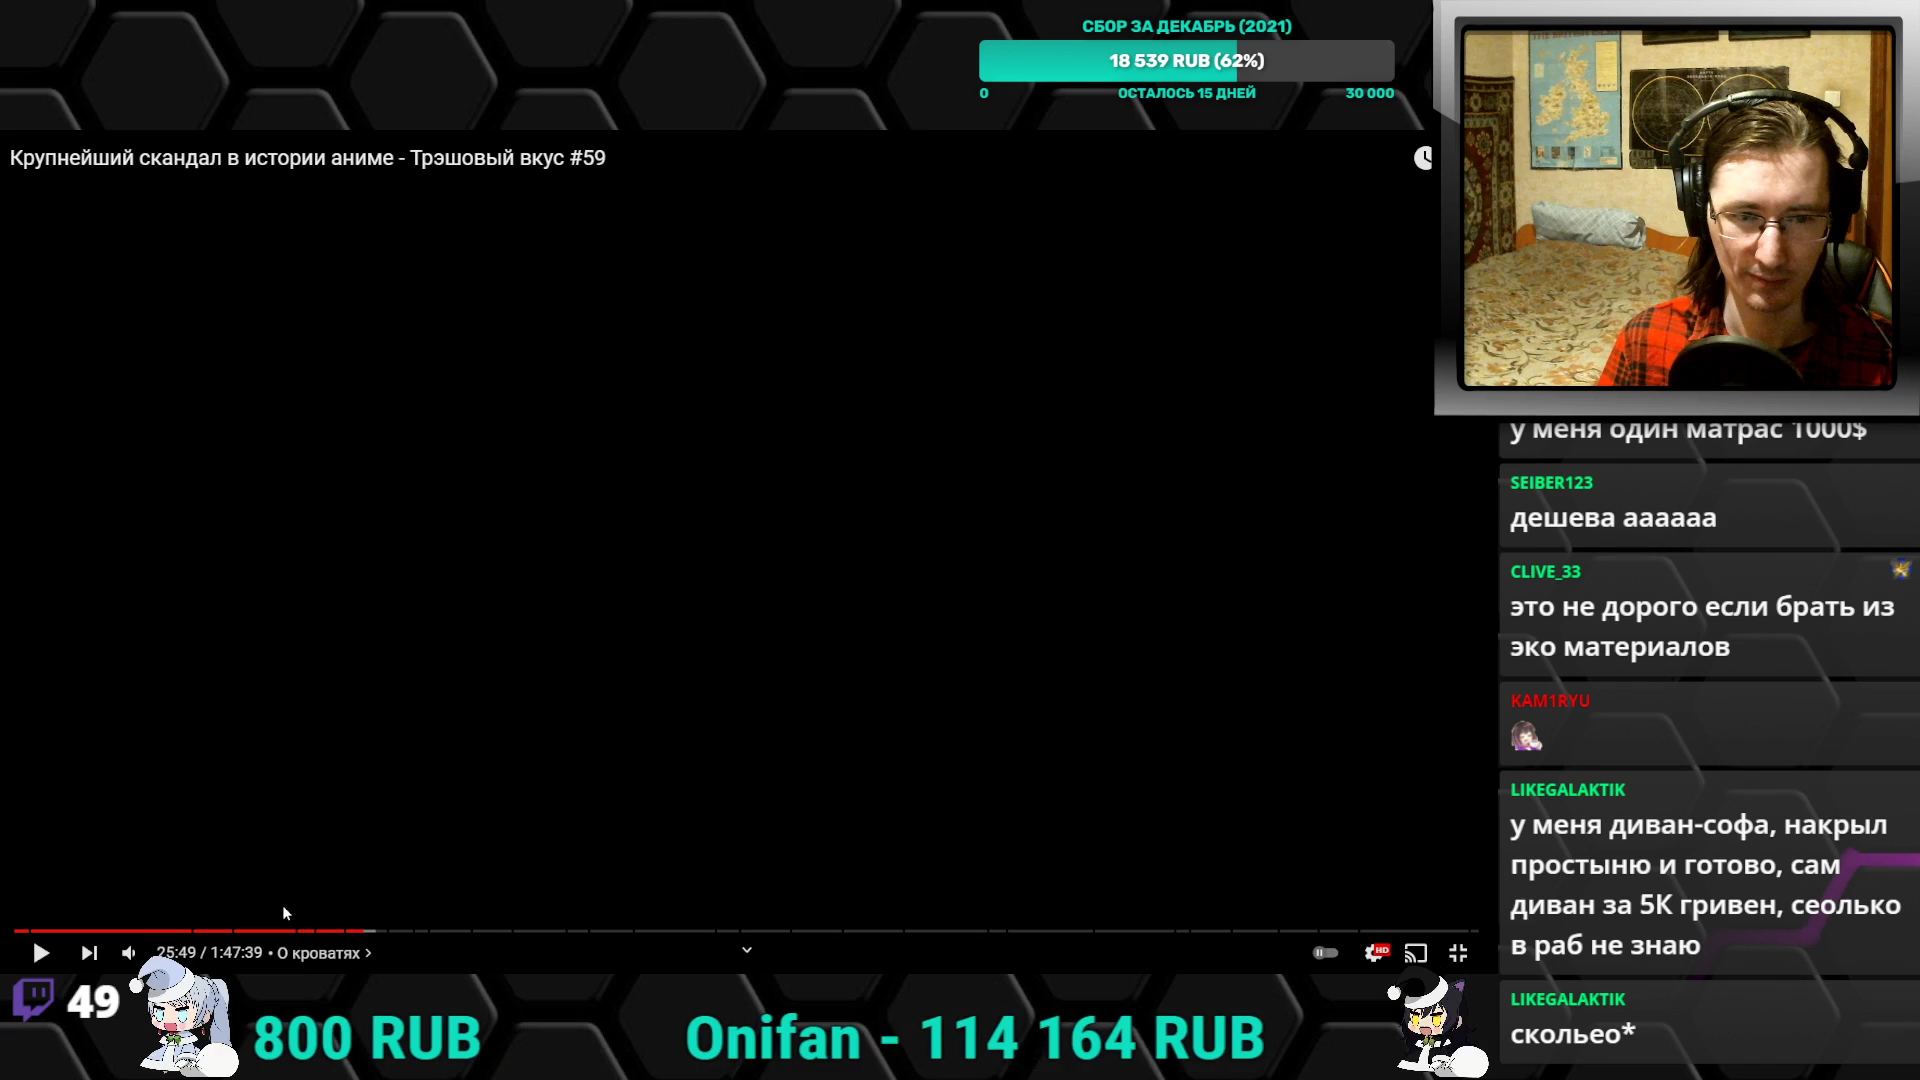 СБОР ЗА ДЕКАБРЬ (2021)
18 539 RUB (62%)
0 ОСТАЛОСЬ 15 ДНЕЙ 30 000
Крупнейший скандал в истории аниме - Трэшовый вкус #59
у меня один матрас 1000$
SEIBER123
дешева аааааа
CLIVE_33
это не дорого если брать из
эко материалов
KAM1RYU
LIKEGALAKTIK
у меня диван-софа, накрыл
простыню и готово, сам
диван за 5К гривен, сеолько
в раб не знаю
LIKEGALAKTIK
скольео*
25:49 / 1:47:39 • О кроватях ›
HD
49
800 RUB
Onifan - 114 164 RUB